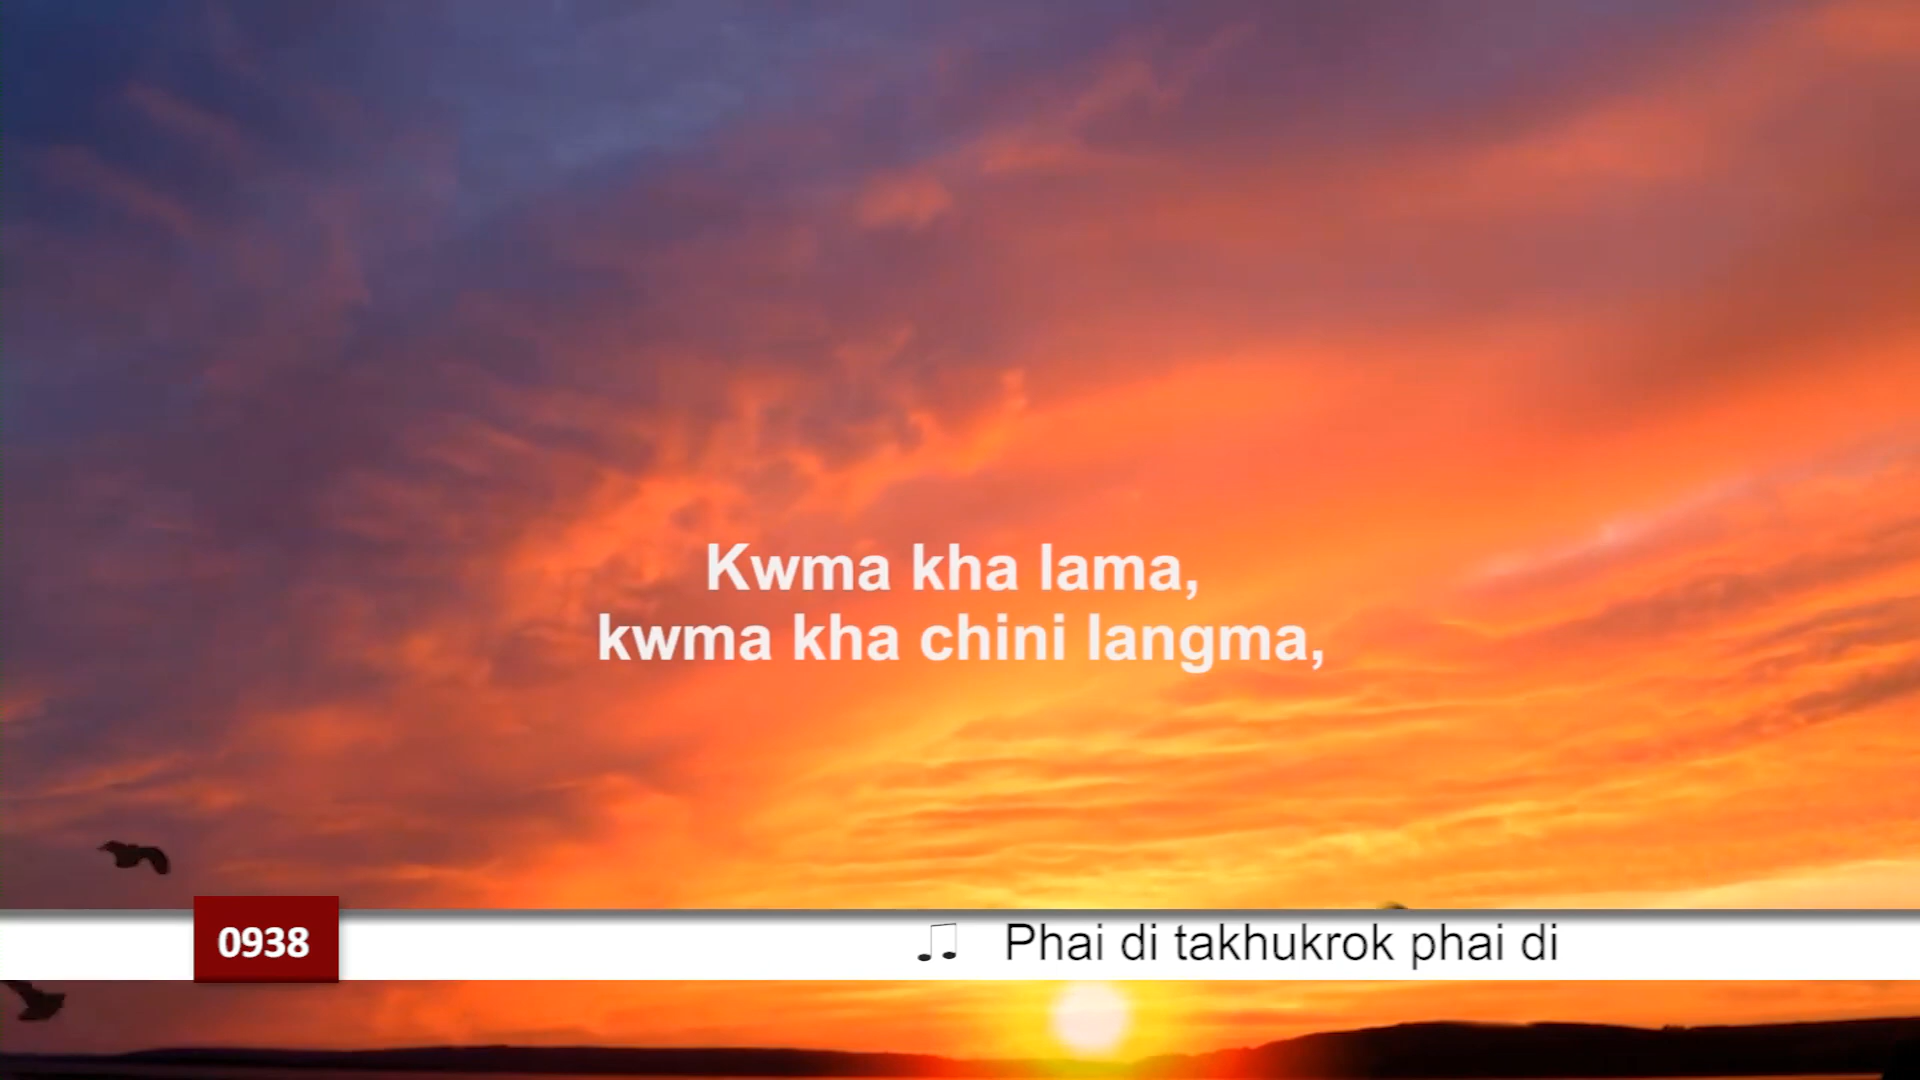 Kwma kha lama,
kwma kha chini langma,
0938
♫ Phai di takhukrok phai di